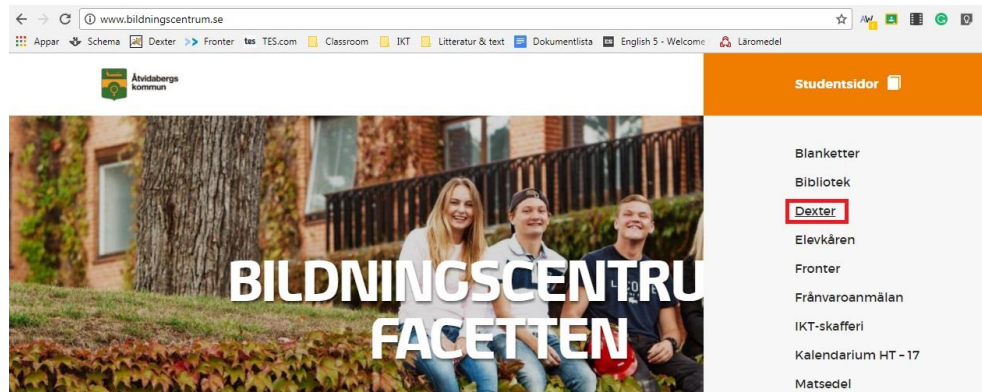 www.bildningscentrum.se
Appar Schema Dexter Fronter tes TES.com Classroom IKT Litteratur & text Dokumentlista English 5 - Welcome Läromedel
Åtvidabergs
kommun
Studentsidor
BILDNINGSCENTRU
FACETTEN
Blanketter
Bibliotek
Dexter
Elevkåren
Fronter
Frånvaroanmälan
IKT-skafferi
Kalendarium HT - 17
Matsedel